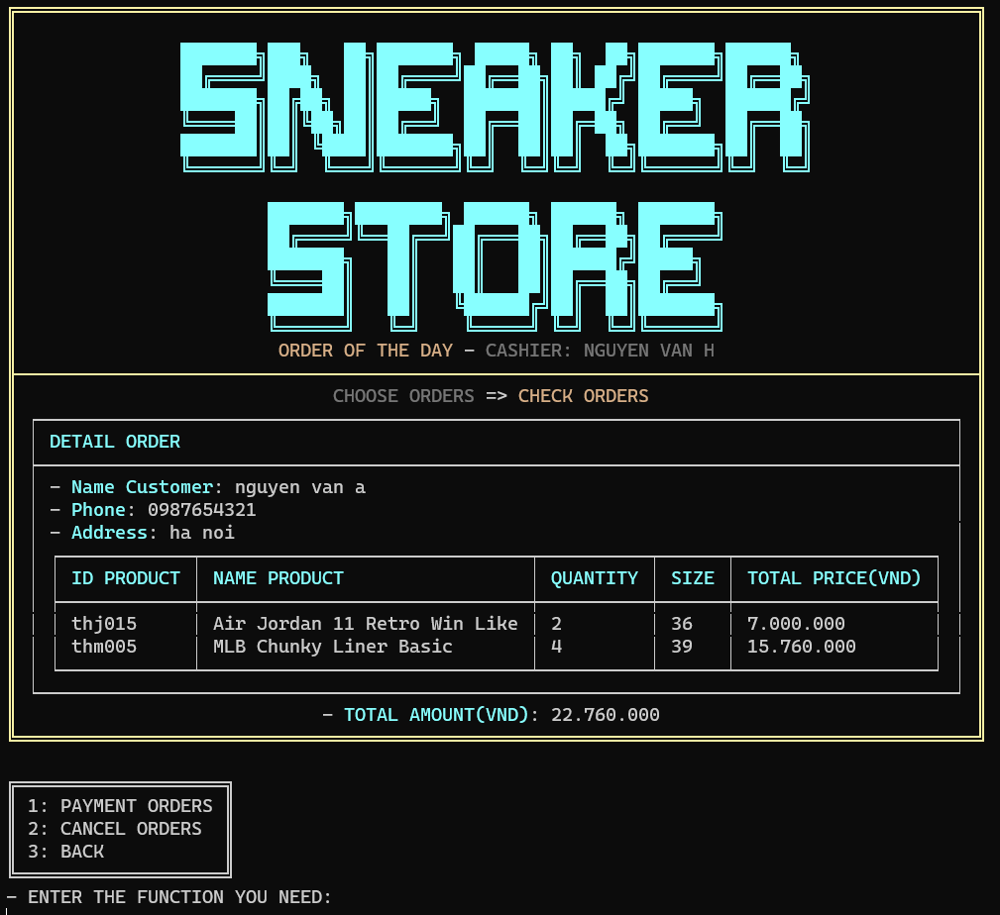 SNEAKER
STORE
ORDER OF THE DAY - CASHIER: NGUYEN VAN H
CHOOSE ORDERS => CHECK ORDERS
DETAIL ORDER
- Name Customer: nguyen van a
- Phone: 0987654321
- Address: ha noi
ID PRODUCT NAME PRODUCT QUANTITY SIZE TOTAL PRICE(VND)
thj015 Air Jordan 11 Retro Win Like 2 36 7.000.000
thm005 MLB Chunky Liner Basic 4 39 15.760.000
- TOTAL AMOUNT(VND): 22.760.000
1: PAYMENT ORDERS
2: CANCEL ORDERS
3: BACK
- ENTER THE FUNCTION YOU NEED: